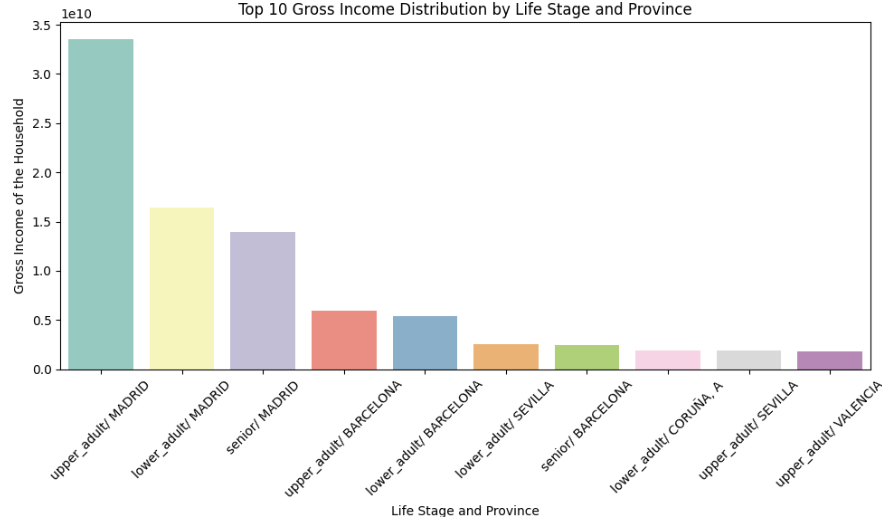 Top 10 Gross Income Distribution by Life Stage and Province
1e10
3.5
3.0
2.5
2.0
1.5
1.0
0.5
0.0
Gross Income of the Household
upper_adult/ MADRID
lower_adult/ MADRID
senior/ MADRID
upper_adult/ BARCELONA
lower_adult/ BARCELONA
lower_adult/ SEVILLA
senior/ BARCELONA
lower_adult/ CORUÑA, A
upper_adult/ SEVILLA
upper_adult/ VALENCIA
Life Stage and Province